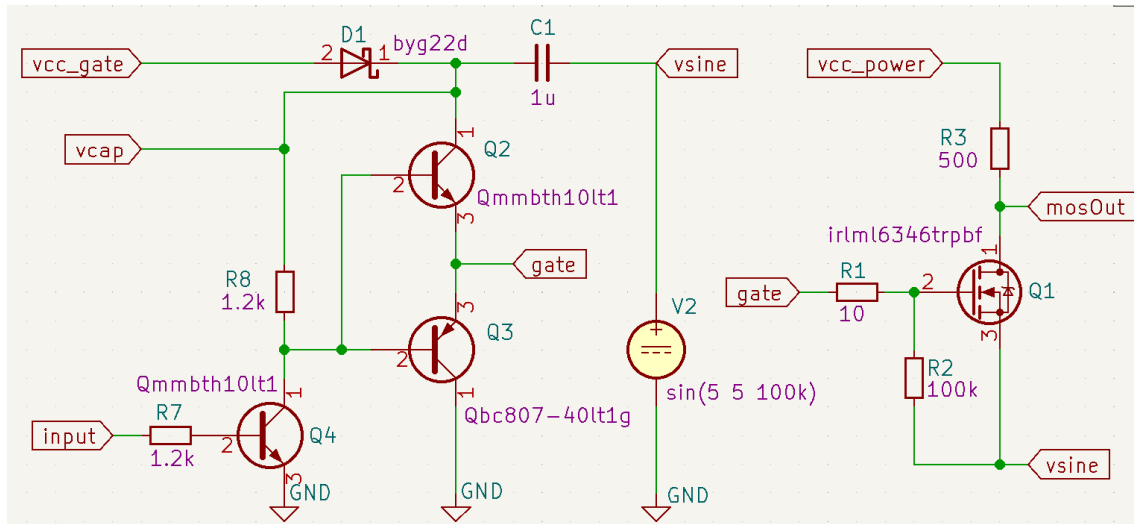 C1
D1
byg22d
vcc_gate
2
1
vsine
vcc_power
1u
R3
500
vcap
1
Q2
2
Qmmbth10lt1
3
mosOut
irlml6346trpbf
1
gate
R8
1.2k
V2
gate
R1
10
2
Q1
3
Q3
2
3
Qmmbth10lt1
1
Qbc807-40lt1g
sin(5 5 100k)
R2
100k
R7
1
input
2
Q4
1.2k
3
vsine
GND
GND
GND